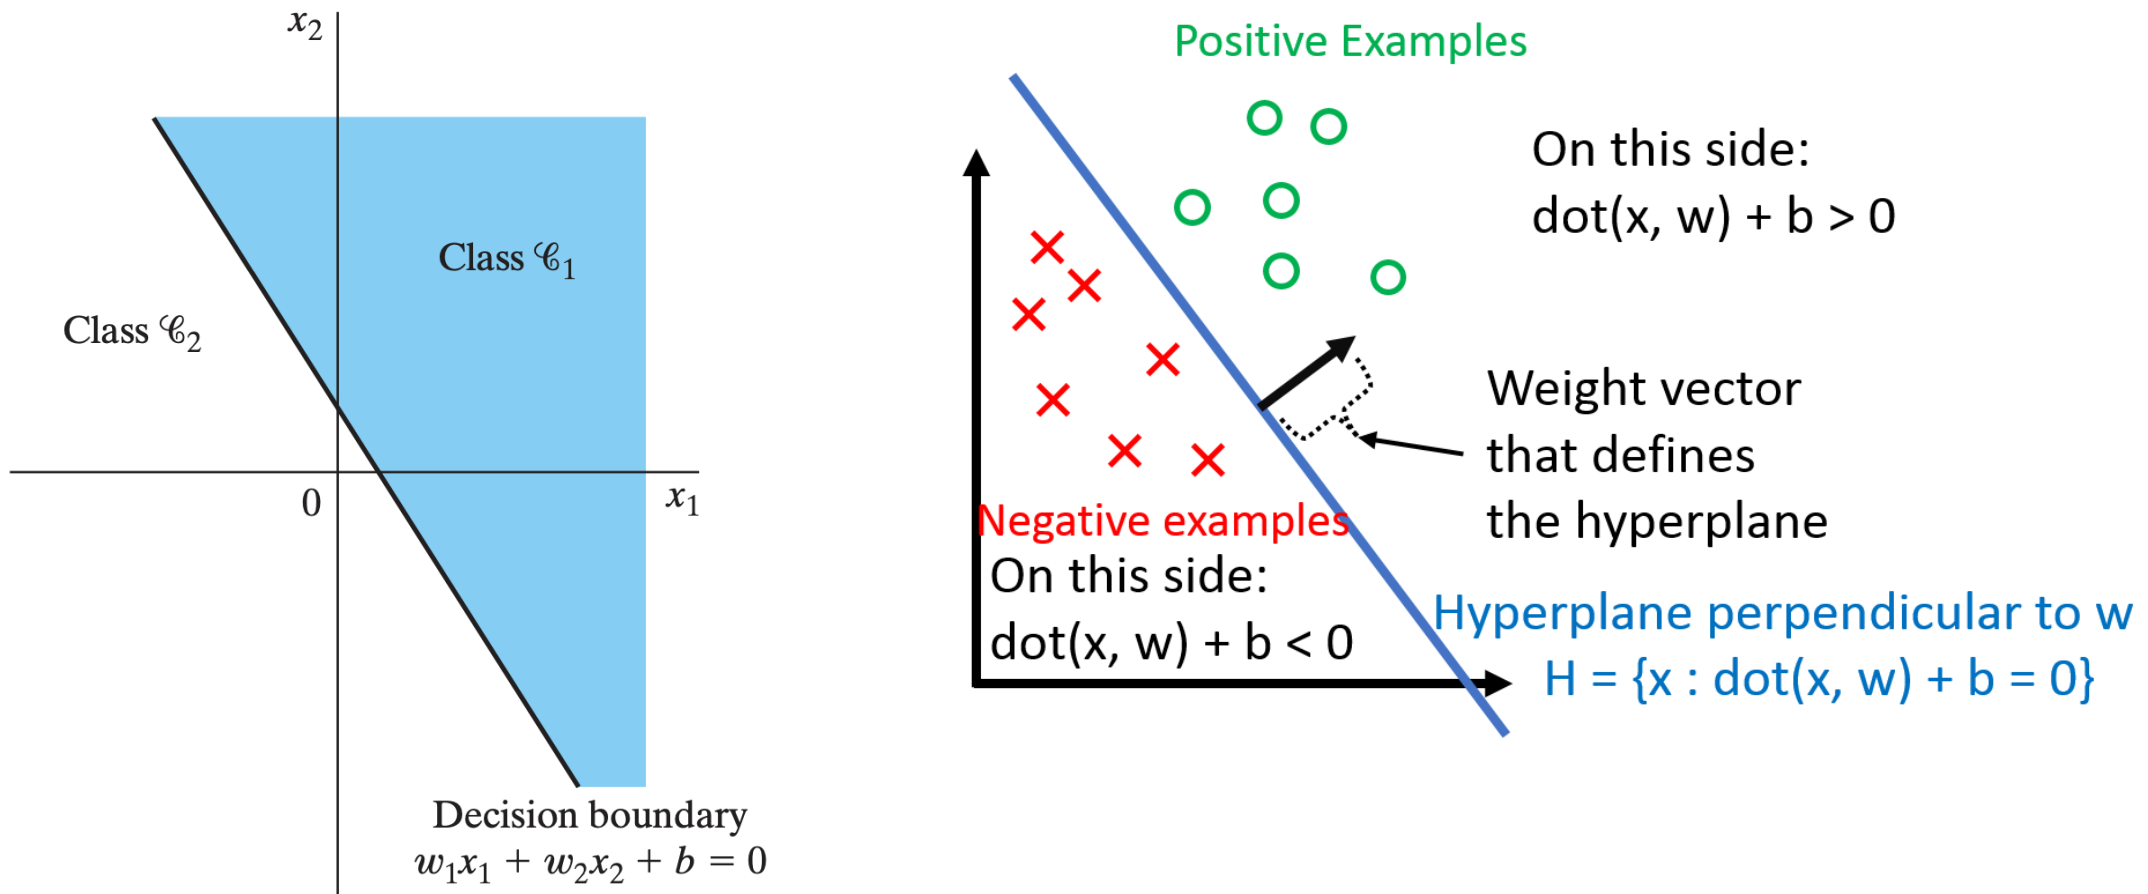 x₂
Class 𝒞₁
Class 𝒞₂
0
x₁
Decision boundary
w₁x₁ + w₂x₂ + b = 0
Positive Examples
On this side:
dot(x, w) + b > 0
Weight vector
that defines
the hyperplane
Negative examples
On this side:
dot(x, w) + b < 0
Hyperplane perpendicular to w
H = {x : dot(x, w) + b = 0}